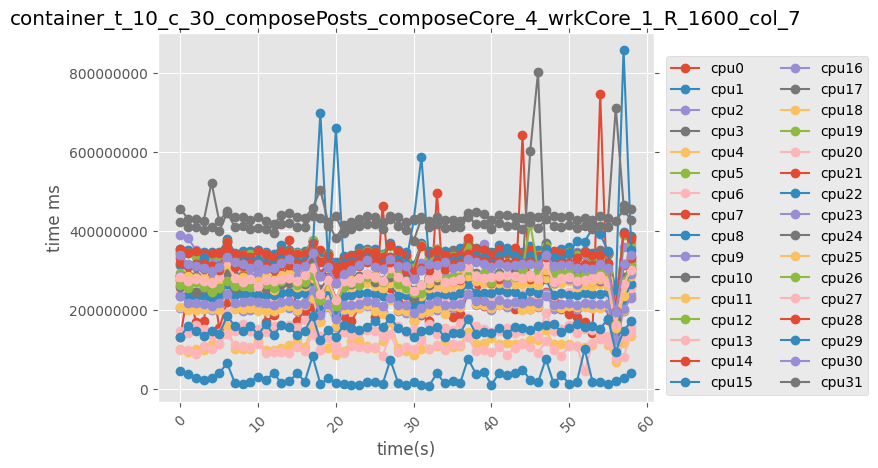 container_t_10_c_30_composePosts_composeCore_4_wrkCore_1_R_1600_col_7
800000000
600000000
400000000
200000000
0
time ms
0
10
20
30
40
50
60
time(s)
cpu0
cpu1
cpu2
cpu3
cpu4
cpu5
cpu6
cpu7
cpu8
cpu9
cpu10
cpu11
cpu12
cpu13
cpu14
cpu15
cpu16
cpu17
cpu18
cpu19
cpu20
cpu21
cpu22
cpu23
cpu24
cpu25
cpu26
cpu27
cpu28
cpu29
cpu30
cpu31